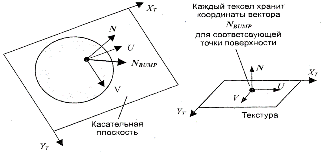 X_T
N
U
N_BUMP
V
Y_T
Касательная
плоскость
Каждый тексел хранит
координаты вектора
N_BUMP
для соответсвующей
точки поверхности
N
X_T
V
U
Y_T
Текстура